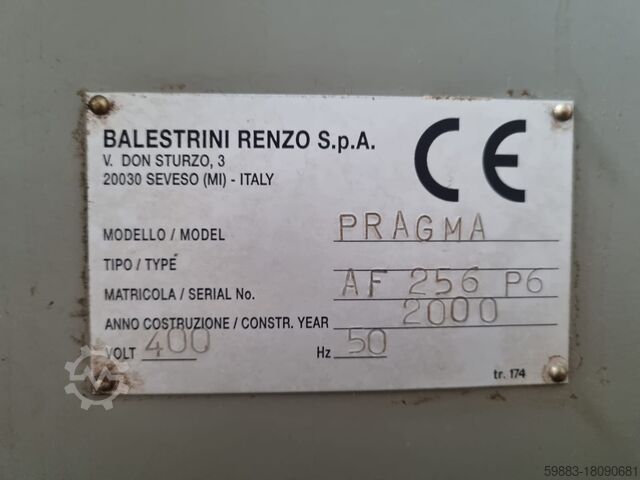 BALESTRINI RENZO S.p.A.
V. DON STURZO, 3
20030 SEVESO (MI) - ITALY
CE
MODELLO / MODEL PRAGMA
TIPO / TYPE
MATRICOLA / SERIAL No. AF 256 P6
ANNO COSTRUZIONE / CONSTR. YEAR 2000
VOLT 400 Hz 50
tr. 174
59883-18090681